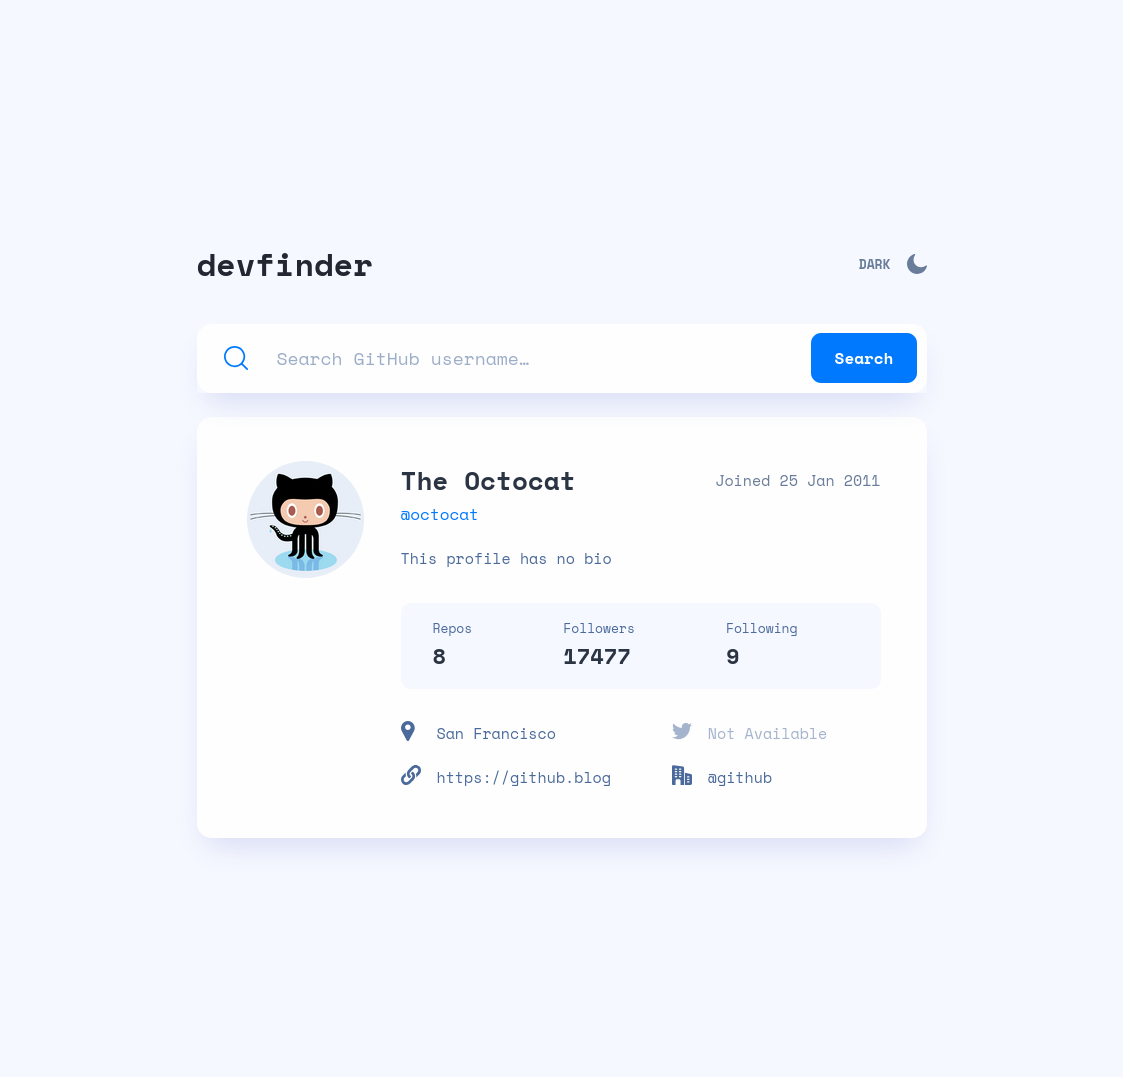 devfinder
DARK
Search GitHub username…
Search
The Octocat
Joined 25 Jan 2011
@octocat
This profile has no bio
Repos
Followers
Following
8
17477
9
San Francisco
Not Available
https://github.blog
@github